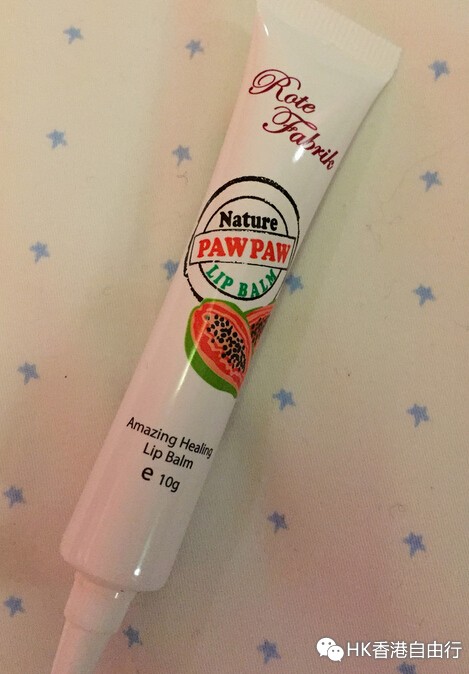 Rote
Fabrik
Nature
PAWPAW
LIP BALM
Amazing Healing
Lip Balm
e 10g
HK香港自由行